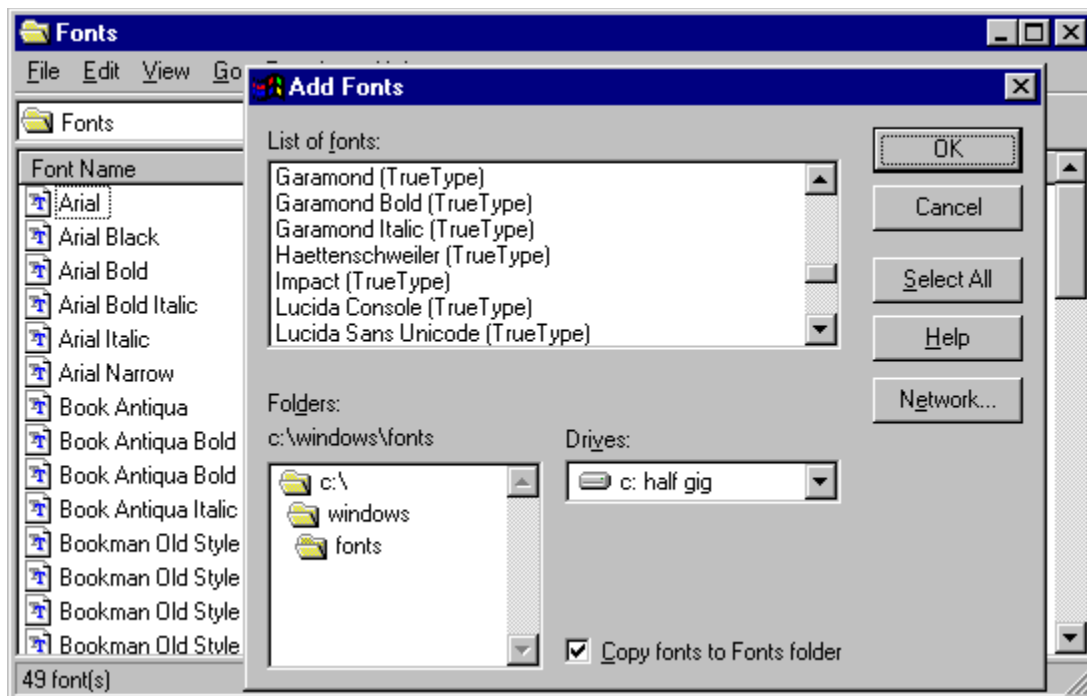 Fonts
File Edit View Go
Fonts
Font Name
Arial
Arial Black
Arial Bold
Arial Bold Italic
Arial Italic
Arial Narrow
Book Antiqua
Book Antiqua Bold
Book Antiqua Bold
Book Antiqua Italic
Bookman Old Style
Bookman Old Style
Bookman Old Style
Bookman Old Style
49 font(s)
Add Fonts
List of fonts:
Garamond (TrueType)
Garamond Bold (TrueType)
Garamond Italic (TrueType)
Haettenschweiler (TrueType)
Impact (TrueType)
Lucida Console (TrueType)
Lucida Sans Unicode (TrueType)
Folders:
c:\windows\fonts
c:\
windows
fonts
Drives:
c: half gig
Copy fonts to Fonts folder
OK
Cancel
Select All
Help
Network...